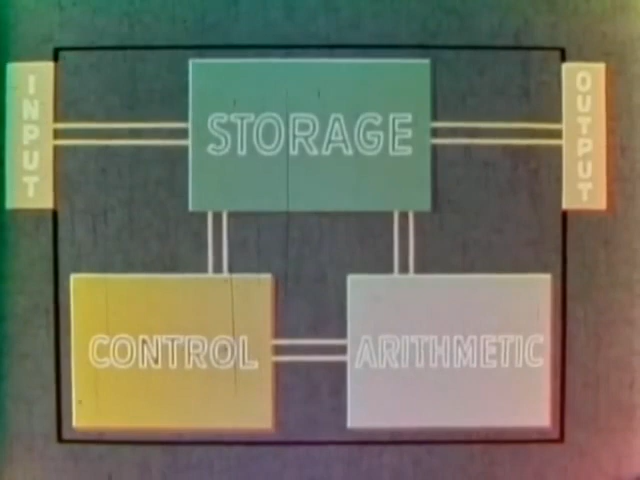 INPUT
STORAGE
OUTPUT
CONTROL
ARITHMETIC